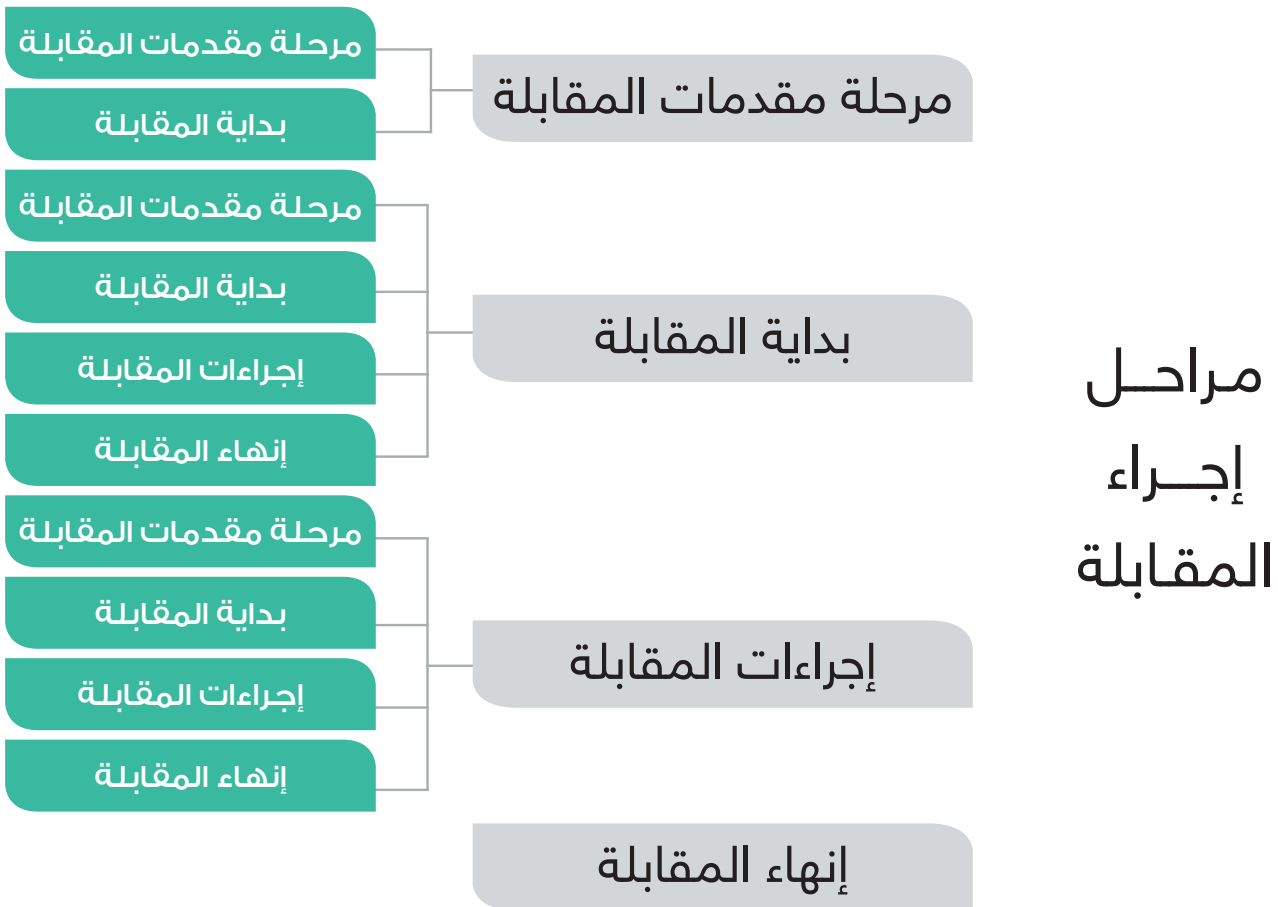 مراحل
إجراء
المقابلة
مرحلة مقدمات المقابلة
مرحلة مقدمات المقابلة
بداية المقابلة
بداية المقابلة
مرحلة مقدمات المقابلة
بداية المقابلة
إجراءات المقابلة
إنهاء المقابلة
إجراءات المقابلة
مرحلة مقدمات المقابلة
بداية المقابلة
إجراءات المقابلة
إنهاء المقابلة
إنهاء المقابلة